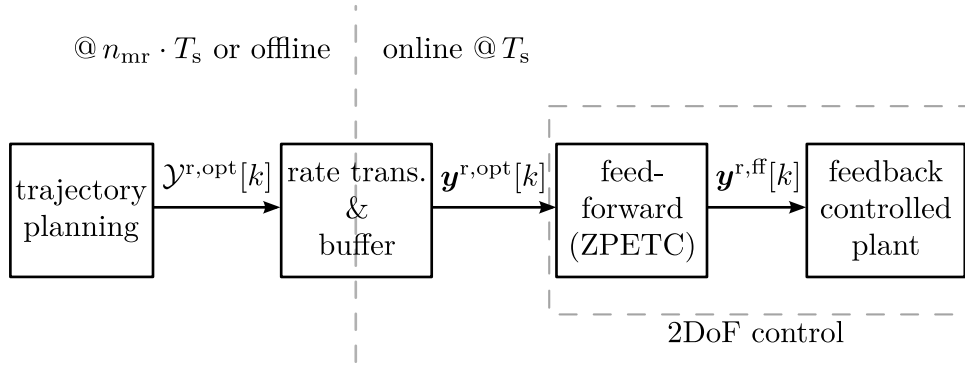 @ n_mr · T_s or offline
online @ T_s
trajectory
planning
𝒴^r,opt[k]
rate trans.
&
buffer
𝒚^r,opt[k]
feed-
forward
(ZPETC)
𝒚^r,ff[k]
feedback
controlled
plant
2DoF control